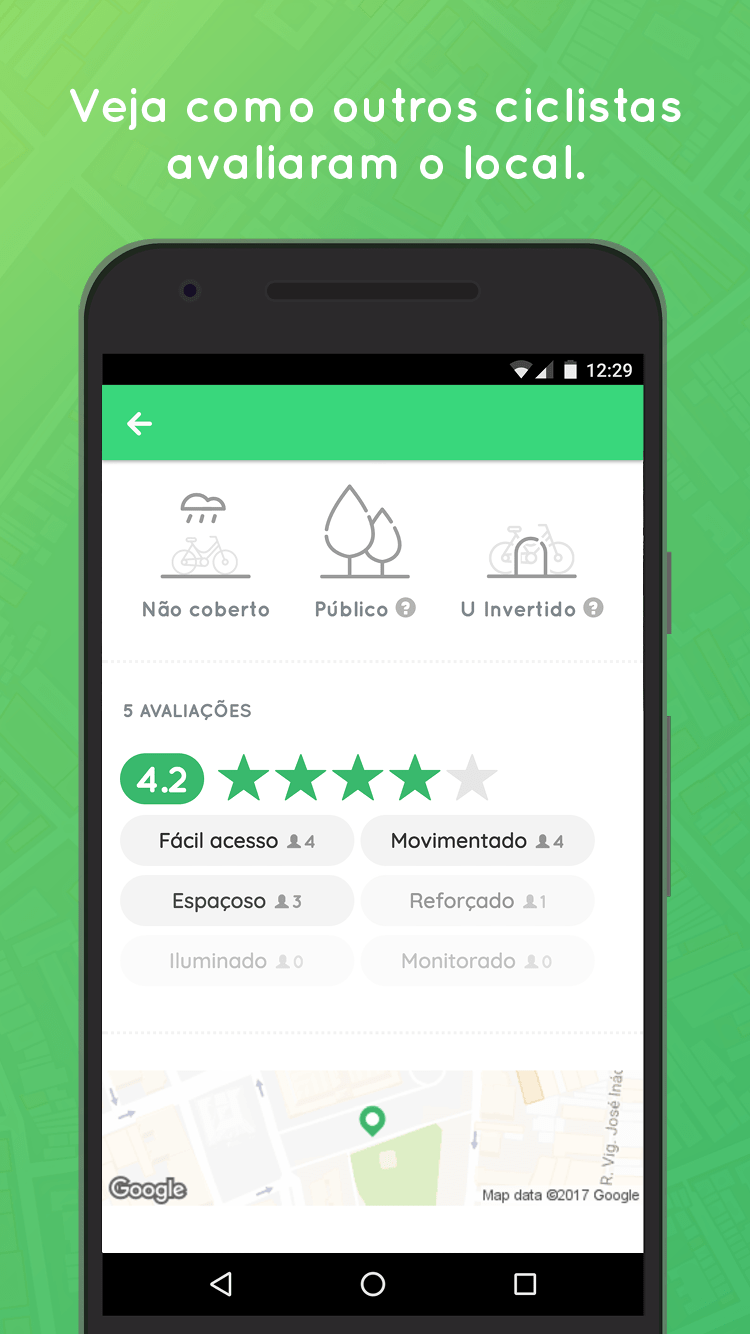 Veja como outros ciclistas
avaliaram o local.
12:29
Não coberto
Público ?
U Invertido ?
5 AVALIAÇÕES
4.2
Fácil acesso 4
Movimentado 4
Espaçoso 3
Reforçado 1
Iluminado 0
Monitorado 0
R. Vig. José Inác
Google
Map data ©2017 Google